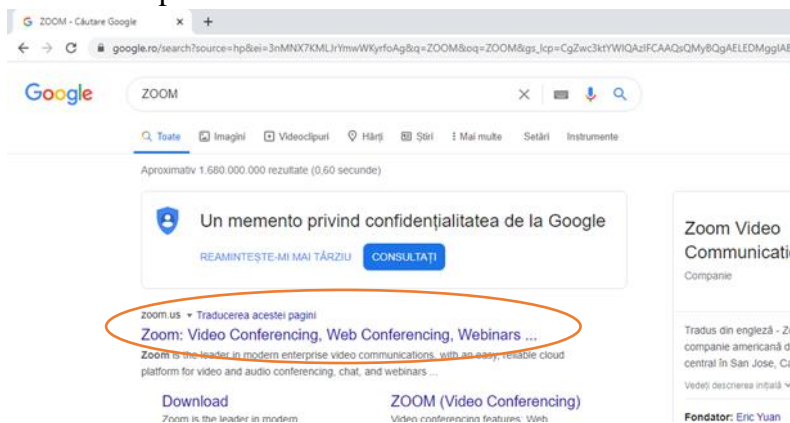 ZOOM - Căutare Google
google.ro/search?source=hp&ei=3nMNX7KMLJrYmwWKyrfoAg&q=ZOOM&oq=ZOOM&gs_lcp=CgZwc3ktYWIQAzIFCAAQsQMyBQgAELEDMggIAE
Google
ZOOM
Toate Imagini Videoclipuri Hărți Știri Mai multe Setări Instrumente
Aproximativ 1.680.000.000 rezultate (0,60 secunde)
Un memento privind confidențialitatea de la Google
REAMINTEȘTE-MI MAI TÂRZIU CONSULTAȚI
zoom.us Traducerea acestei pagini
Zoom: Video Conferencing, Web Conferencing, Webinars ...
Zoom is the leader in modern enterprise video communications, with an easy, reliable cloud
platform for video and audio conferencing, chat, and webinars ...
Download
Zoom is the leader in modern
ZOOM (Video Conferencing)
Video conferencing features: Web
Zoom Video
Communicati
Companie
Tradus din engleză - Z
companie americană d
central în San Jose, Ca
Vedeți descrierea inițială
Fondator: Eric Yuan